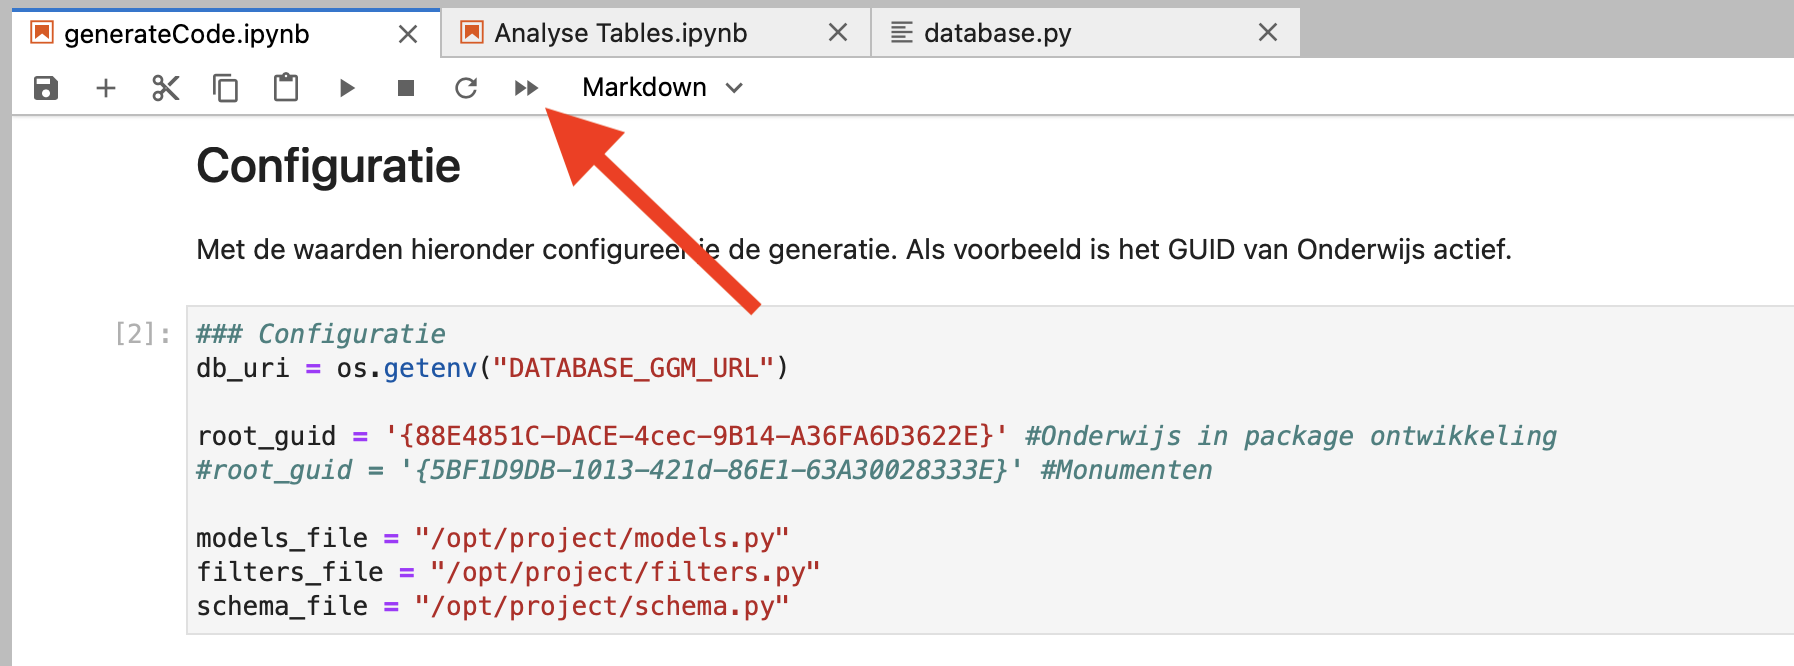 generateCode.ipynb
Analyse Tables.ipynb
database.py
Markdown
Configuratie
Met de waarden hieronder configureer je de generatie. Als voorbeeld is het GUID van Onderwijs actief.
[2]:
### Configuratie
db_uri = os.getenv("DATABASE_GGM_URL")
root_guid = '{88E4851C-DACE-4cec-9B14-A36FA6D3622E}' #Onderwijs in package ontwikkeling
#root_guid = '{5BF1D9DB-1013-421d-86E1-63A30028333E}' #Monumenten
models_file = "/opt/project/models.py"
filters_file = "/opt/project/filters.py"
schema_file = "/opt/project/schema.py"